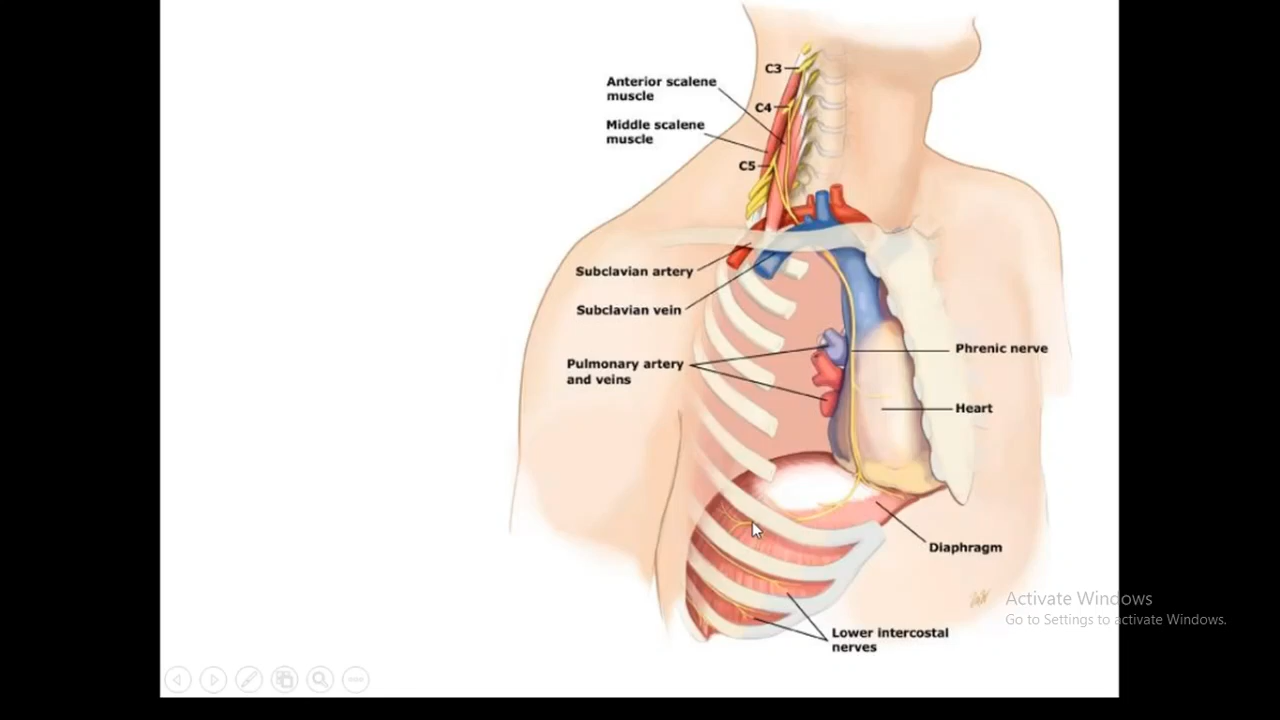 C3
Anterior scalene
muscle
C4
Middle scalene
muscle
C5
Subclavian artery
Subclavian vein
Phrenic nerve
Pulmonary artery
and veins
Heart
Diaphragm
Activate Windows
Go to Settings to activate Windows.
Lower intercostal
nerves